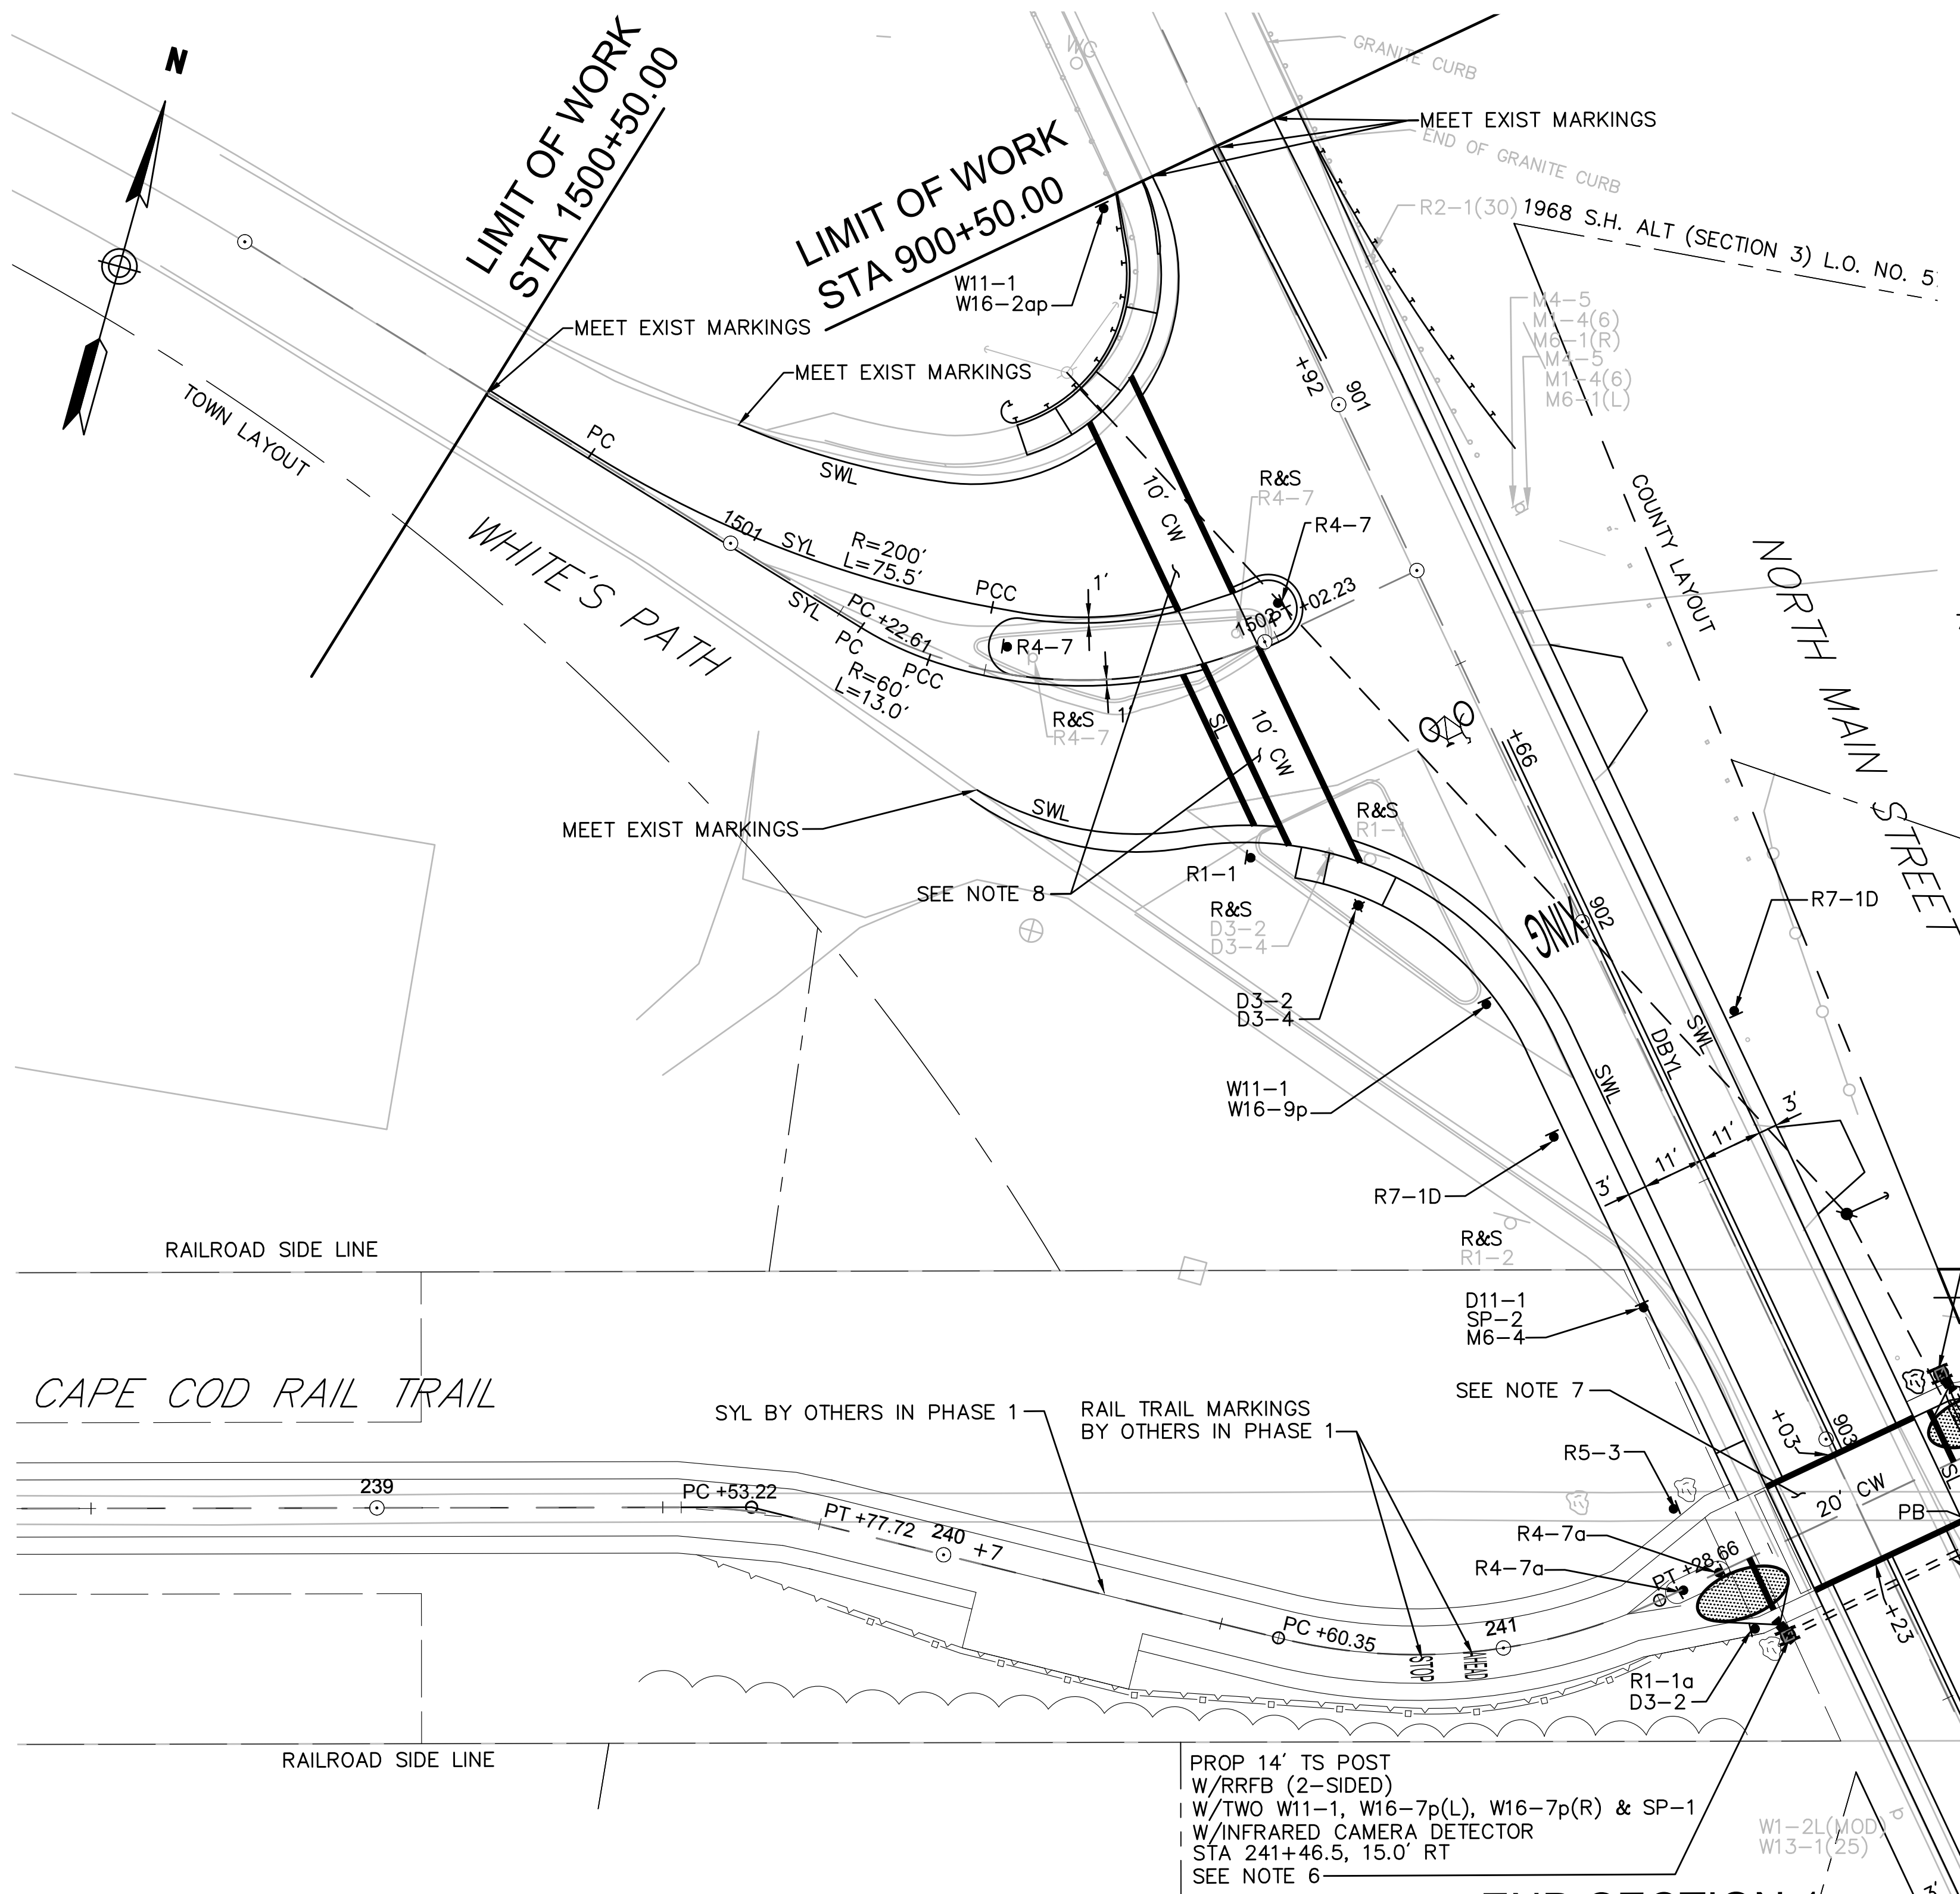 N
LIMIT OF WORK
STA 1500+50.00
LIMIT OF WORK
STA 900+50.00
WG
GRANITE CURB
MEET EXIST MARKINGS
END OF GRANITE CURB
R2-1(30)
1968 S.H. ALT (SECTION 3) L.O. NO. 5
W11-1
W16-2ap
M4-5
M1-4(6)
M6-1(R)
M4-5
M1-4(6)
M6-1(L)
MEET EXIST MARKINGS
MEET EXIST MARKINGS
TOWN LAYOUT
+92
901
PC
SWL
10' CW
R&S
R4-7
R4-7
COUNTY LAYOUT
NORTH MAIN STREET
WHITE'S PATH
1501
SYL
R=200'
L=75.5'
PCC
1'
SYL
PC +22.61
PC
PCC
R=60'
L=13.0'
R4-7
1502
PT +02.23
R&S
R4-7
1'
SL
10' CW
+66
SWL
MEET EXIST MARKINGS
R&S
R1-1
R1-1
SEE NOTE 8
R&S
D3-2
D3-4
XING
902
R7-1D
D3-2
D3-4
SWL
DBYL
SWL
W11-1
W16-9p
3'
11'
11'
3'
R7-1D
R&S
R1-2
RAILROAD SIDE LINE
D11-1
SP-2
M6-4
CAPE COD RAIL TRAIL
SEE NOTE 7
SYL BY OTHERS IN PHASE 1
RAIL TRAIL MARKINGS
BY OTHERS IN PHASE 1
+03
903
R5-3
SL
239
PC +53.22
PT +77.72
240
+7
20' CW
PB
R4-7a
R4-7a
PT +28.66
PC +60.35
241
STOP
AHEAD
+23
R1-1a
D3-2
RAILROAD SIDE LINE
PROP 14' TS POST
W/RRFB (2-SIDED)
W/TWO W11-1, W16-7p(L), W16-7p(R) & SP-1
W/INFRARED CAMERA DETECTOR
STA 241+46.5, 15.0' RT
SEE NOTE 6
W1-2L(MOD)
W13-1(25)
3'